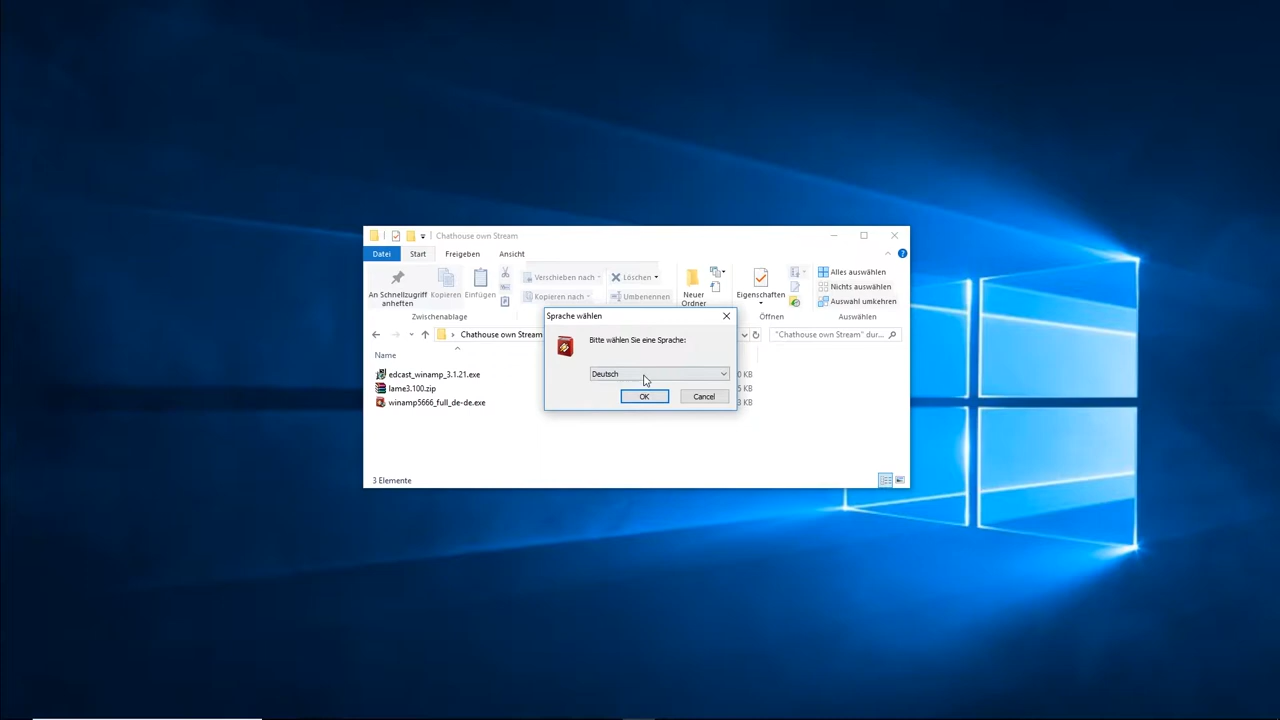 Chathouse own Stream
Datei Start Freigeben Ansicht
An Schnellzugriff anheften
Kopieren
Einfügen
Verschieben nach
Kopieren nach
Löschen
Umbenennen
Neuer Ordner
Eigenschaften
Alles auswählen
Nichts auswählen
Auswahl umkehren
Zwischenablage
Öffnen
Auswählen
Sprache wählen
Bitte wählen Sie eine Sprache:
Deutsch
OK Cancel
Chathouse own Stream
"Chathouse own Stream" dur...
Name
edcast_winamp_3.1.21.exe
lame3.100.zip
winamp5666_full_de-de.exe
KB
KB
KB
3 Elemente